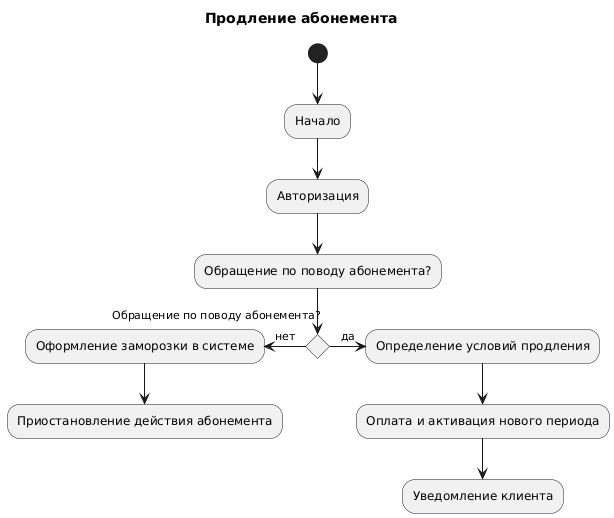 Продление абонемента
Начало
Авторизация
Обращение по поводу абонемента?
Обращение по поводу абонемента?
нет
да
Оформление заморозки в системе
Определение условий продления
Приостановление действия абонемента
Оплата и активация нового периода
Уведомление клиента